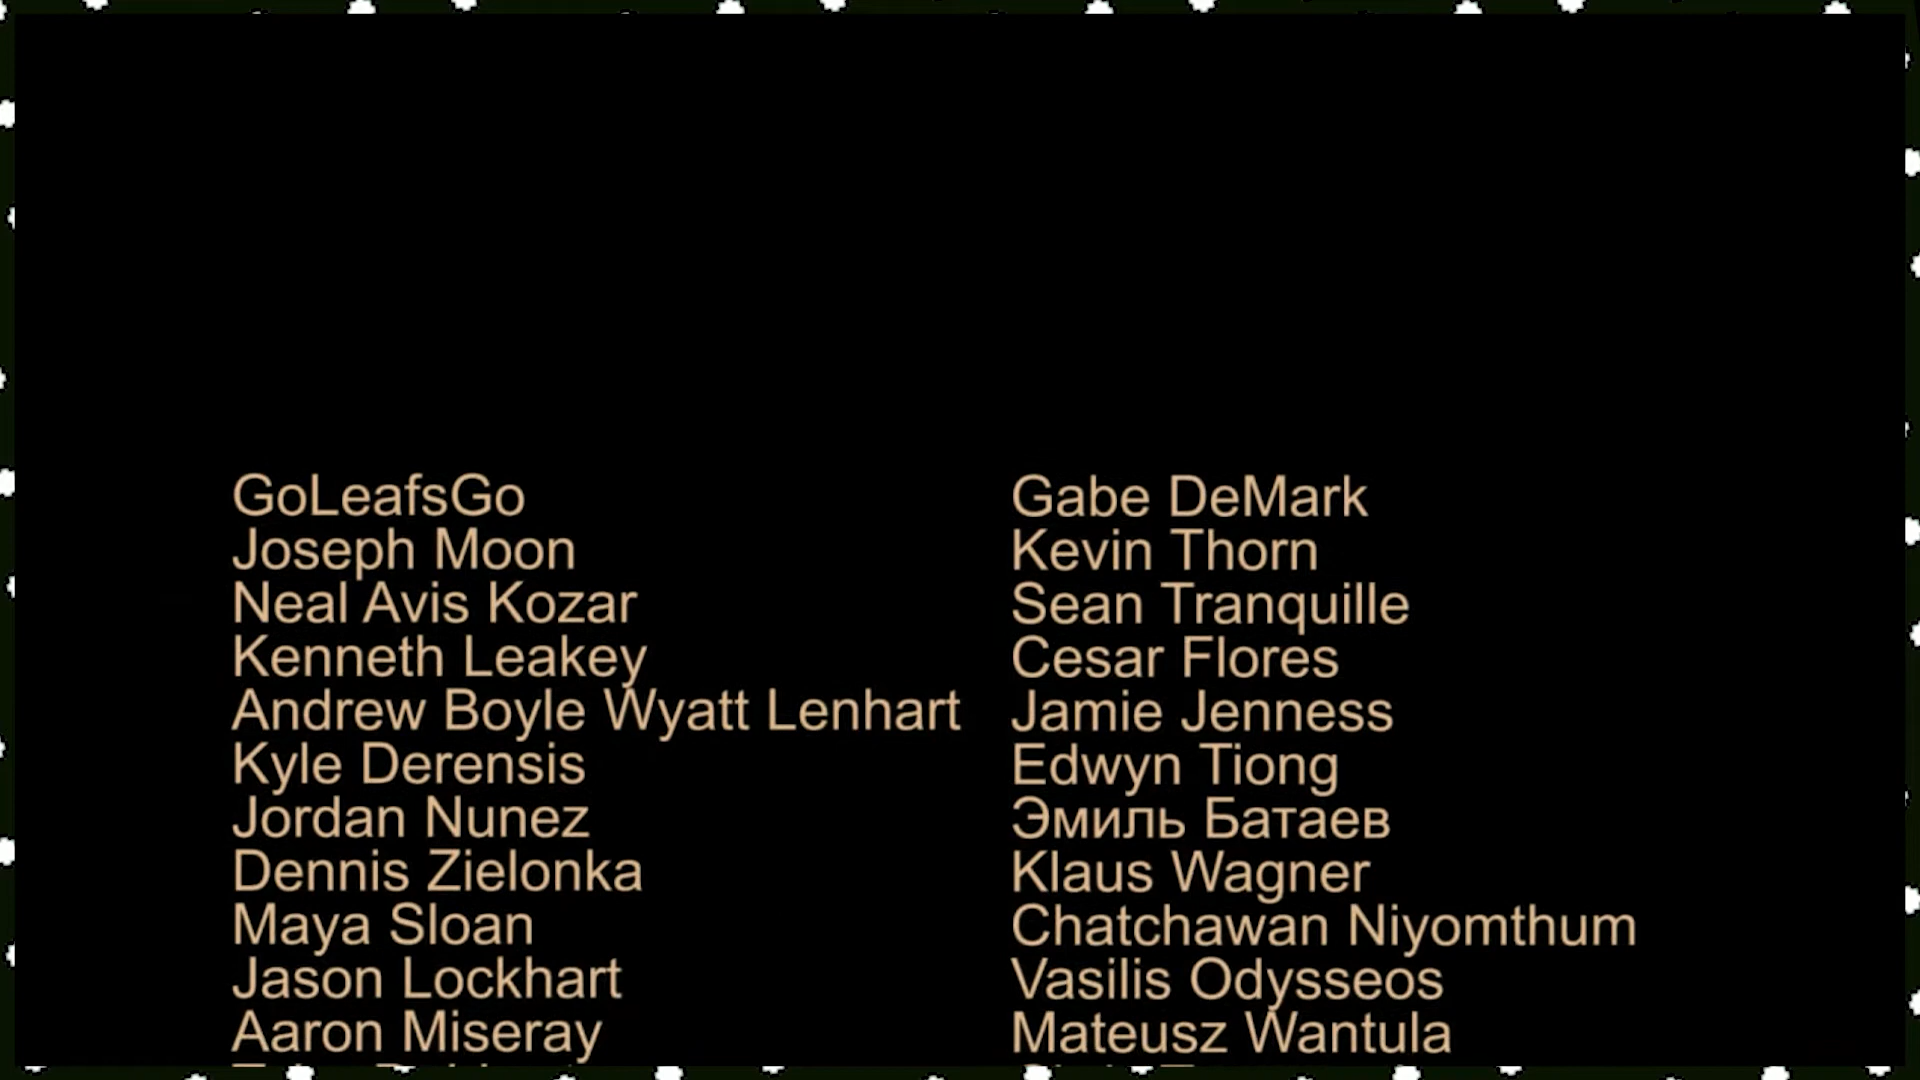 GoLeafsGo
Joseph Moon
Neal Avis Kozar
Kenneth Leakey
Andrew Boyle Wyatt Lenhart
Kyle Derensis
Jordan Nunez
Dennis Zielonka
Maya Sloan
Jason Lockhart
Aaron Miseray
Gabe DeMark
Kevin Thorn
Sean Tranquille
Cesar Flores
Jamie Jenness
Edwyn Tiong
Эмиль Батаев
Klaus Wagner
Chatchawan Niyomthum
Vasilis Odysseos
Mateusz Wantula